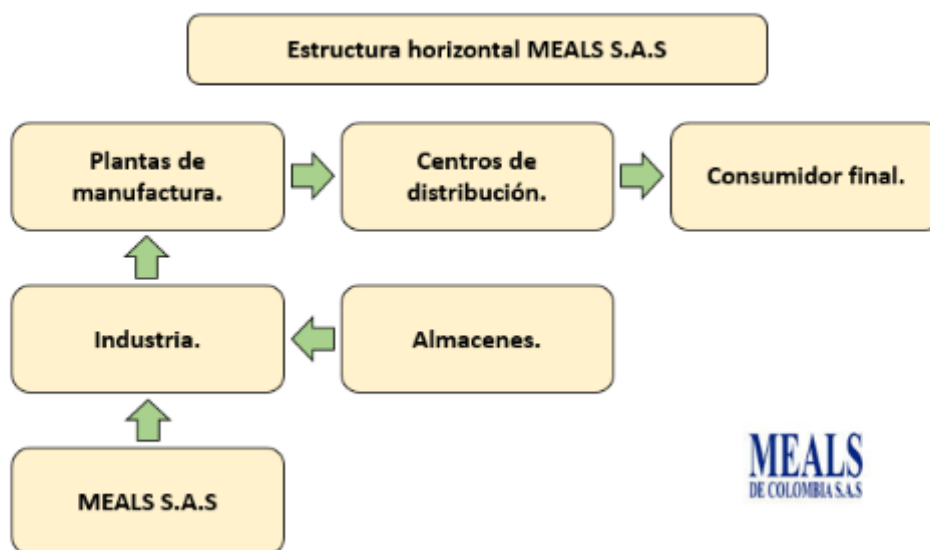 Estructura horizontal MEALS S.A.S
Plantas de
manufactura.
Centros de
distribución.
Consumidor final.
Industria.
Almacenes.
MEALS S.A.S
MEALS
DE COLOMBIA S.A.S